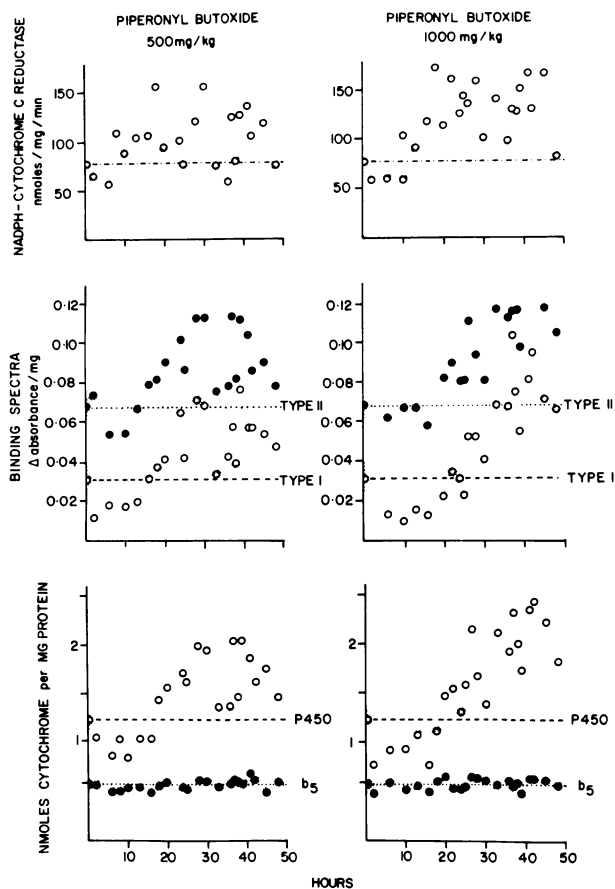 PIPERONYL BUTOXIDE
500mg/kg
PIPERONYL BUTOXIDE
1000mg/kg
NADPH-CYTOCHROME C REDUCTASE
nmoles/mg/min
150
100
50
150
100
50
BINDING SPECTRA
Δ absorbance/mg
0·12
0·10
0·08
0·06
0·04
0·02
TYPE II
TYPE I
0·12
0·10
0·08
0·06
0·04
0·02
TYPE II
TYPE I
NMOLES CYTOCHROME per MG PROTEIN
2
1
P450
b5
2
1
P450
b5
10 20 30 40 50
10 20 30 40 50
HOURS